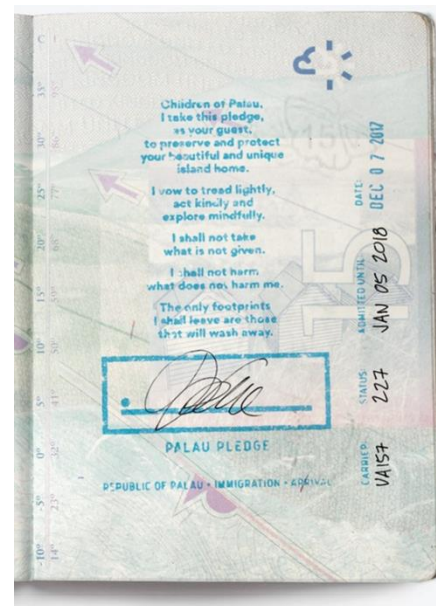 Children of Palau,
I take this pledge,
as your guest,
to preserve and protect
your beautiful and unique
island home.
I vow to tread lightly,
act kindly and
explore mindfully.
I shall not take
what is not given.
I shall not harm
what does not harm me.
The only footprints
I shall leave are those
that will wash away.
PALAU PLEDGE
REPUBLIC OF PALAU • IMMIGRATION • ARRIVAL
CARRIER: VA157
STATUS 227
ADMITTED UNTIL JAN 05 2018
DATE: DEC 07 2017
15